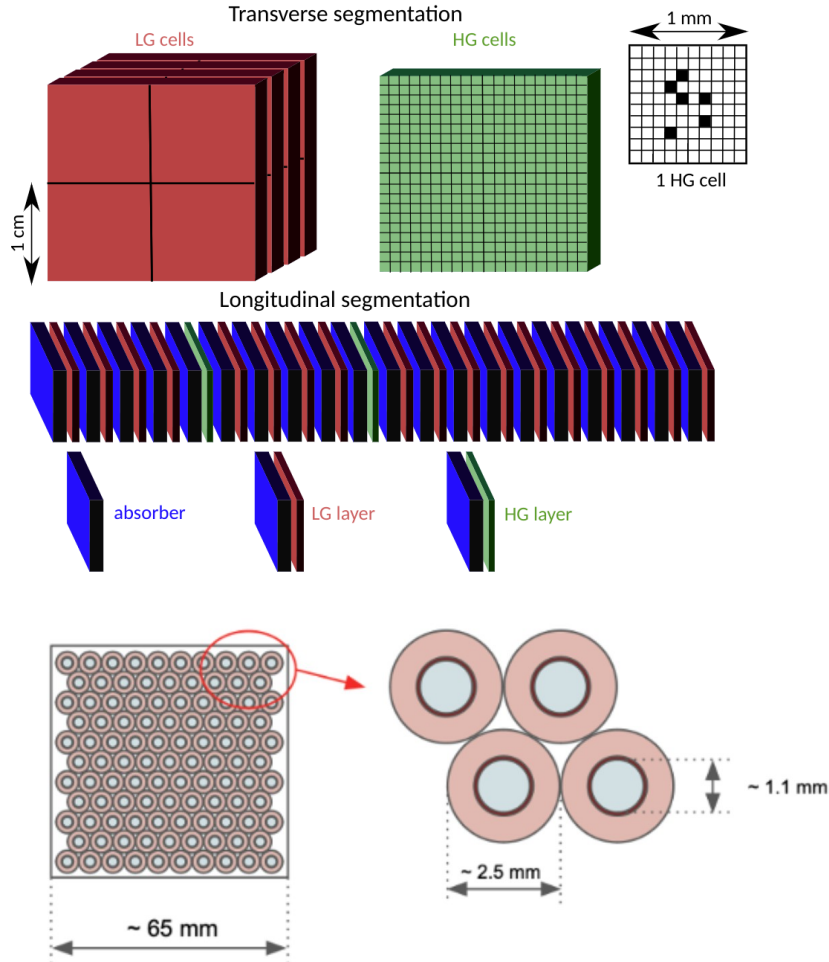 Transverse segmentation
LG cells
HG cells
1 mm
1 cm
1 HG cell
Longitudinal segmentation
absorber
LG layer
HG layer
~ 1.1 mm
~ 2.5 mm
~ 65 mm